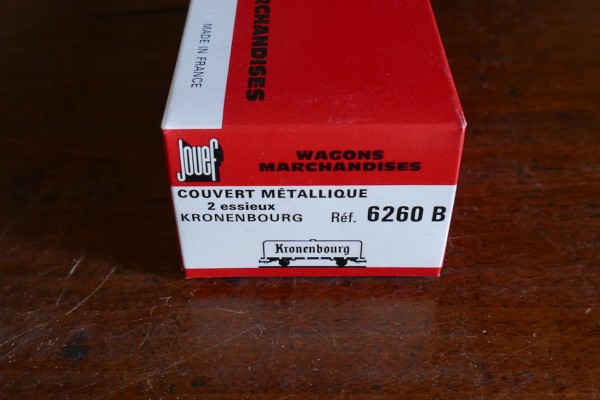 MADE IN FRANCE
MARCHANDISES
Jouef
WAGONS
MARCHANDISES
COUVERT MÉTALLIQUE
2 essieux
KRONENBOURG Réf. 6260 B
Kronenbourg